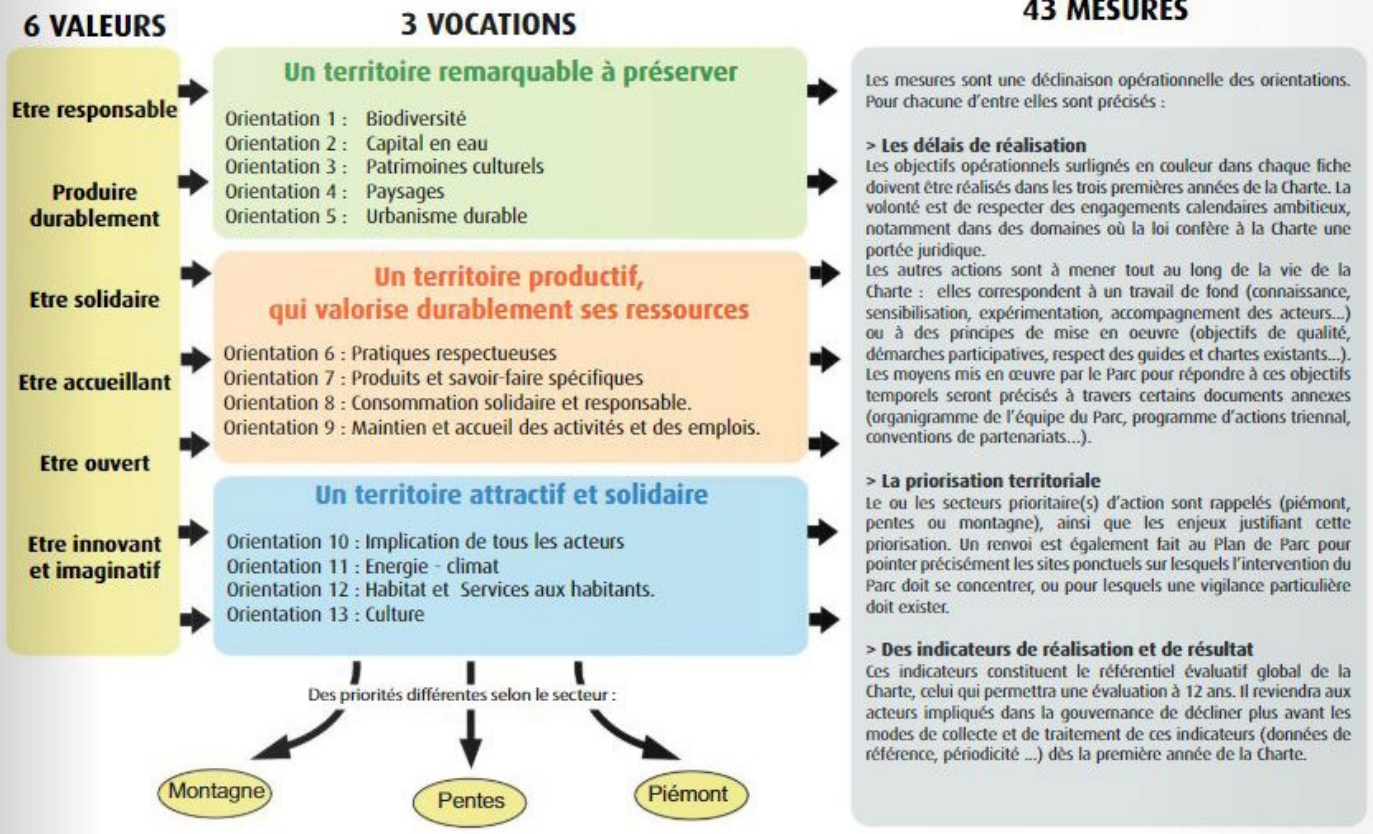 6 VALEURS
Etre responsable
Produire
durablement
Etre solidaire
Etre accueillant
Etre ouvert
Etre innovant
et imaginatif
3 VOCATIONS
Un territoire remarquable à préserver
Orientation 1 : Biodiversité
Orientation 2 : Capital en eau
Orientation 3 : Patrimoines culturels
Orientation 4 : Paysages
Orientation 5 : Urbanisme durable
Un territoire productif,
qui valorise durablement ses ressources
Orientation 6 : Pratiques respectueuses
Orientation 7 : Produits et savoir-faire spécifiques
Orientation 8 : Consommation solidaire et responsable.
Orientation 9 : Maintien et accueil des activités et des emplois.
Un territoire attractif et solidaire
Orientation 10 : Implication de tous les acteurs
Orientation 11 : Energie - climat
Orientation 12 : Habitat et Services aux habitants.
Orientation 13 : Culture
Des priorités différentes selon le secteur :
Montagne
Pentes
Piémont
43 MESURES
Les mesures sont une déclinaison opérationnelle des orientations.
Pour chacune d'entre elles sont précisés :
> Les délais de réalisation
Les objectifs opérationnels surlignés en couleur dans chaque fiche
doivent être réalisés dans les trois premières années de la Charte. La
volonté est de respecter des engagements calendaires ambitieux,
notamment dans des domaines où la loi confère à la Charte une
portée juridique.
Les autres actions sont à mener tout au long de la vie de la
Charte : elles correspondent à un travail de fond (connaissance,
sensibilisation, expérimentation, accompagnement des acteurs...)
ou à des principes de mise en oeuvre (objectifs de qualité,
démarches participatives, respect des guides et chartes existants...).
Les moyens mis en œuvre par le Parc pour répondre à ces objectifs
temporels seront précisés à travers certains documents annexes
(organigramme de l'équipe du Parc, programme d'actions triennal,
conventions de partenariats...).
> La priorisation territoriale
Le ou les secteurs prioritaire(s) d'action sont rappelés (piémont,
pentes ou montagne), ainsi que les enjeux justifiant cette
priorisation. Un renvoi est également fait au Plan de Parc pour
pointer précisément les sites ponctuels sur lesquels l'intervention du
Parc doit se concentrer, ou pour lesquels une vigilance particulière
doit exister.
> Des indicateurs de réalisation et de résultat
Ces indicateurs constituent le référentiel évaluatif global de la
Charte, celui qui permettra une évaluation à 12 ans. Il reviendra aux
acteurs impliqués dans la gouvernance de décliner plus avant les
modes de collecte et de traitement de ces indicateurs (données de
référence, périodicité ...) dès la première année de la Charte.